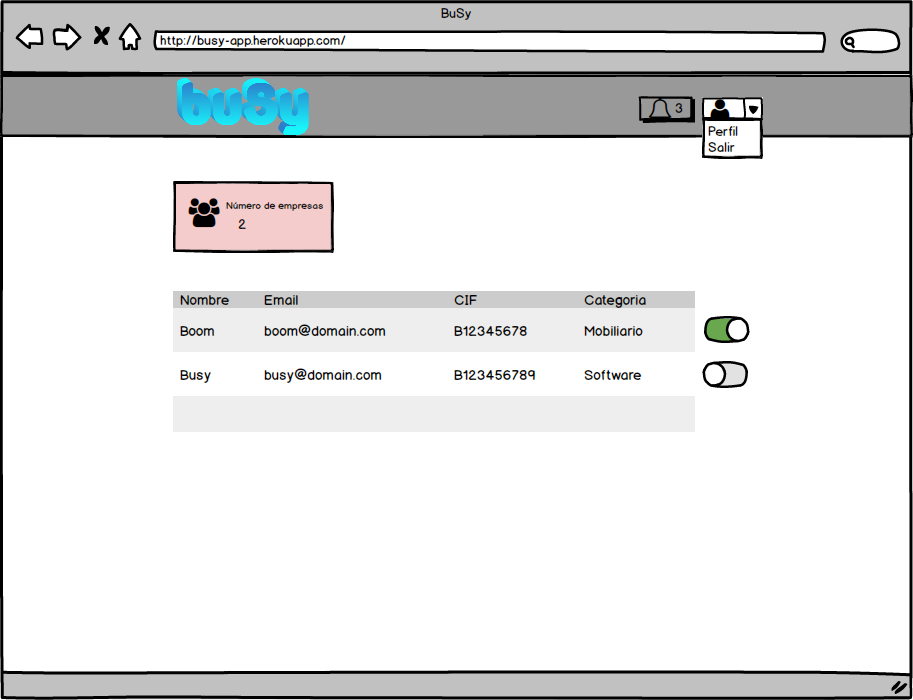 BuSy
http://busy-app.herokuapp.com/
busy
3
Perfil
Salir
Número de empresas
2
Nombre Email CIF Categoria
Boom boom@domain.com B12345678 Mobiliario
Busy busy@domain.com B123456789 Software